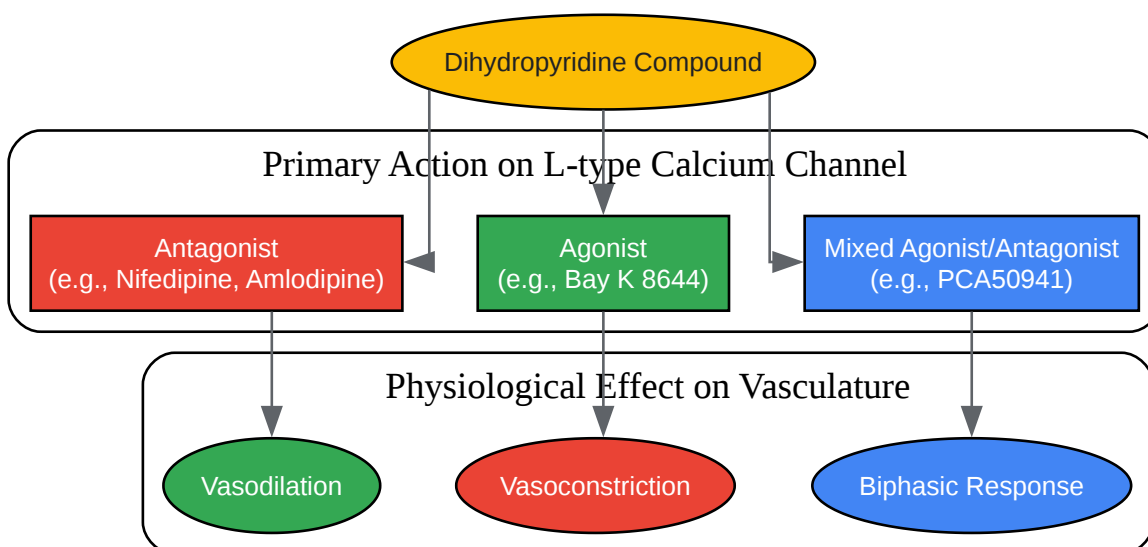 Dihydropyridine Compound
Primary Action on L-type Calcium Channel
Antagonist
(e.g., Nifedipine, Amlodipine)
Agonist
(e.g., Bay K 8644)
Mixed Agonist/Antagonist
(e.g., PCA50941)
Physiological Effect on Vasculature
Vasodilation
Vasoconstriction
Biphasic Response